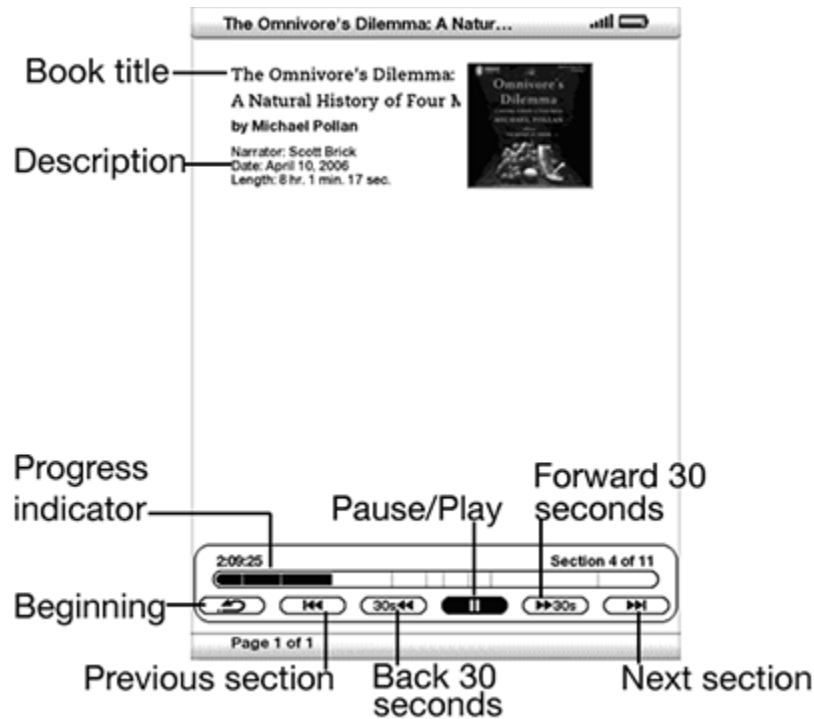 The Omnivore's Dilemma: A Natur...
Book title
The Omnivore's Dilemma:
A Natural History of Four M
by Michael Pollan
Description
Narrator: Scott Brick
Date: April 10, 2006
Length: 8 hr. 1 min. 17 sec.
Omnivore's
Dilemma
MICHAEL POLLAN
Progress
indicator
Pause/Play
Forward 30
seconds
2:09:25
Section 4 of 11
Beginning
30s
30s
Page 1 of 1
Previous section
Back 30
seconds
Next section